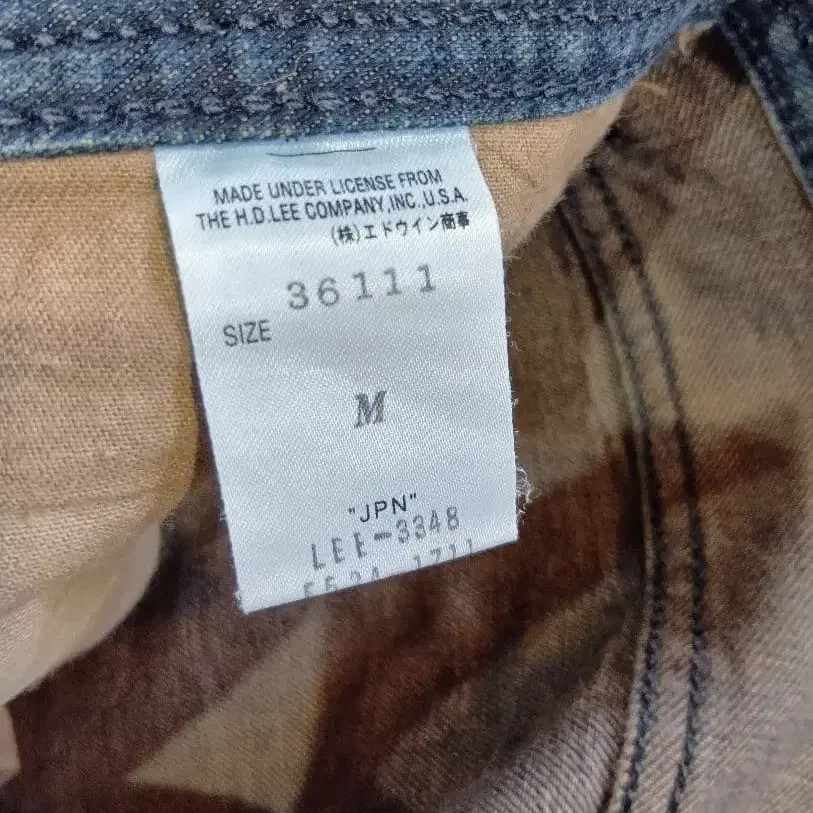 MADE UNDER LICENSE FROM
THE H.D.LEE COMPANY,INC.,U.S.A.
(株)エドウイン商事
36111
SIZE
M
"JPN"
LEE-3348